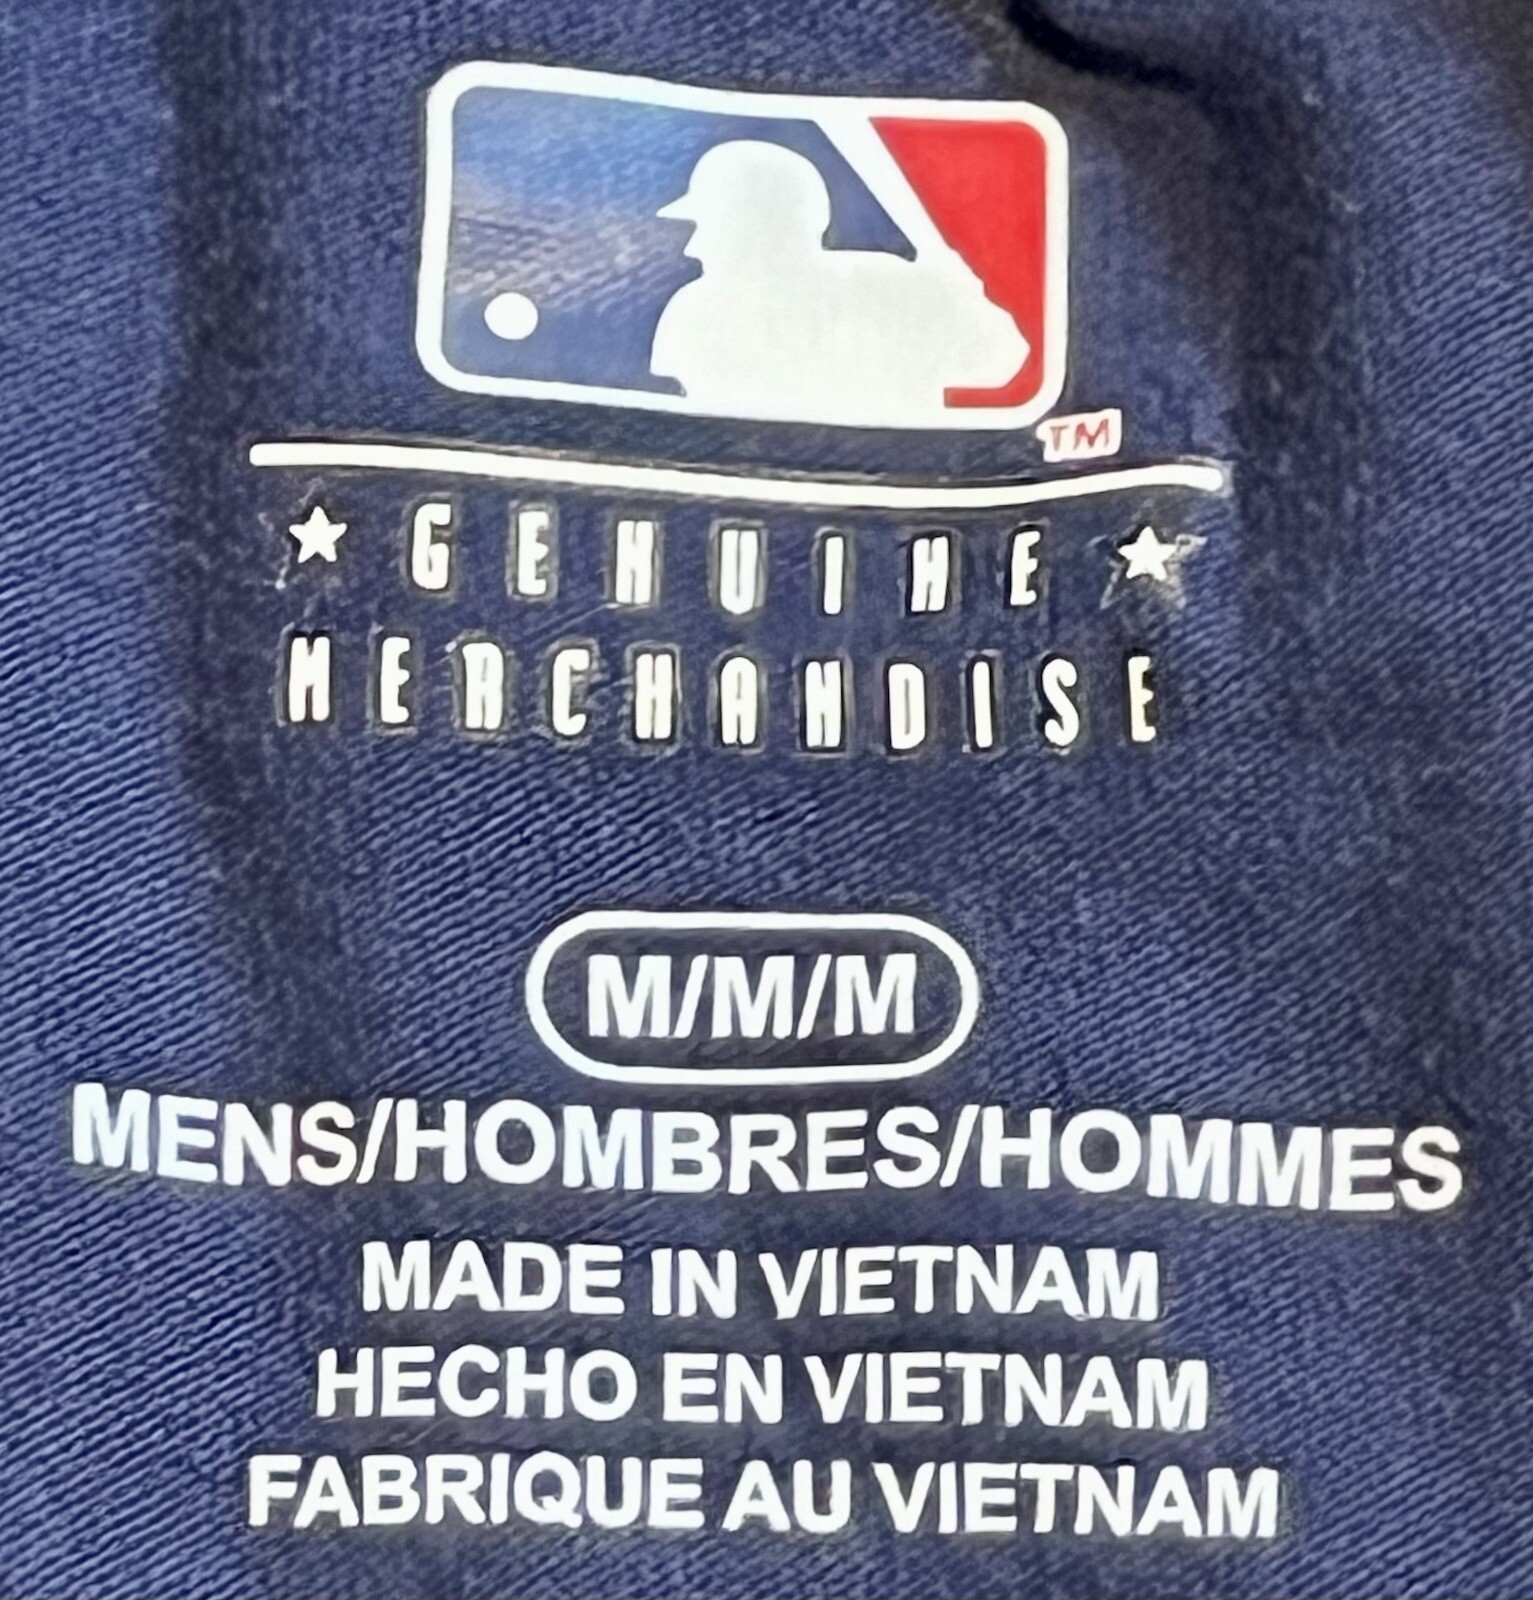 TM
GENUINE
MERCHANDISE
M/M/M
MENS/HOMBRES/HOMMES
MADE IN VIETNAM
HECHO EN VIETNAM
FABRIQUE AU VIETNAM